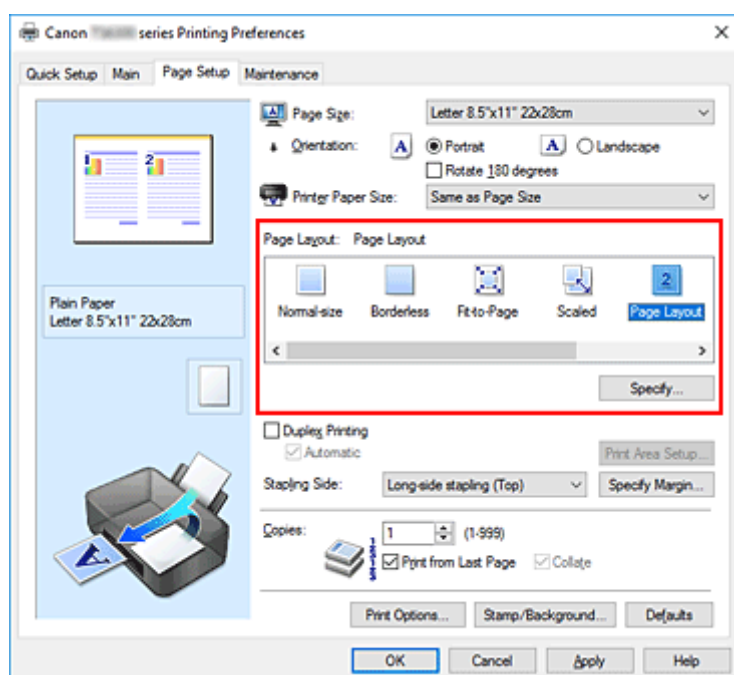 Canon series Printing Preferences
Quick Setup Main Page Setup Maintenance
1 2
Plain Paper
Letter 8.5"x11" 22x28cm
A
Page Size: Letter 8.5"x11" 22x28cm
Orientation: A Portrait A Landscape
Rotate 180 degrees
Printer Paper Size: Same as Page Size
Page Layout: Page Layout
2
Normal-size Borderless Fit-to-Page Scaled Page Layout
Specify...
Duplex Printing
Automatic
Print Area Setup...
Stapling Side: Long-side stapling (Top) Specify Margin...
Copies: 1 (1-999)
Print from Last Page Collate
Print Options... Stamp/Background... Defaults
OK Cancel Apply Help